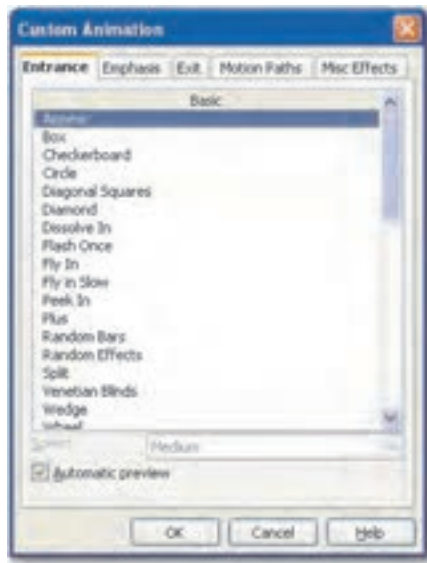 Custom Animation
Entrance Emphasis Exit Motion Paths Misc Effects
Basic
Appear
Box
Checkerboard
Circle
Diagonal Squares
Diamond
Dissolve In
Flash Once
Fly In
Fly in Slow
Peek In
Plus
Random Bars
Random Effects
Split
Venetian Blinds
Wedge
Wheel
Speed Medium
Automatic preview
OK Cancel Help